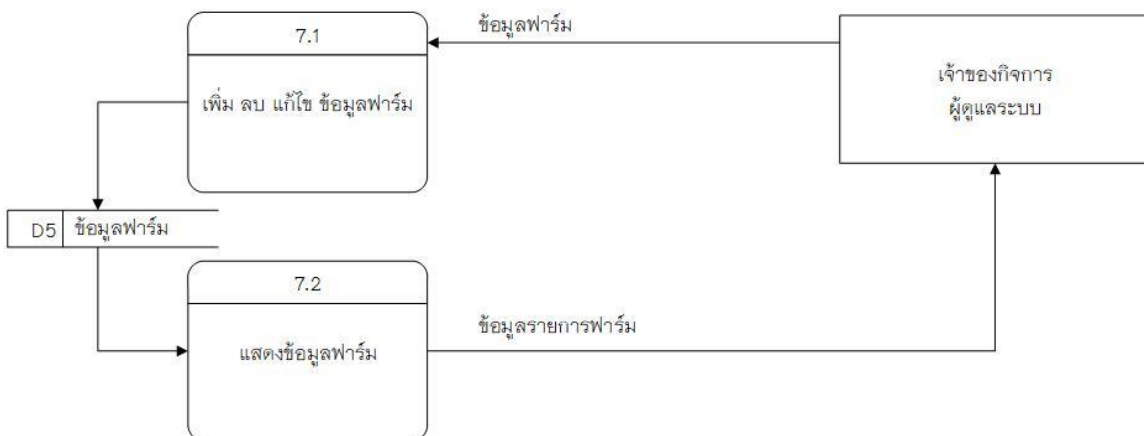 7.1
ข้อมูลฟาร์ม
เพิ่ม ลบ แก้ไข ข้อมูลฟาร์ม
เจ้าของกิจการ
ผู้ดูแลระบบ
D5 ข้อมูลฟาร์ม
7.2
แสดงข้อมูลฟาร์ม
ข้อมูลรายการฟาร์ม